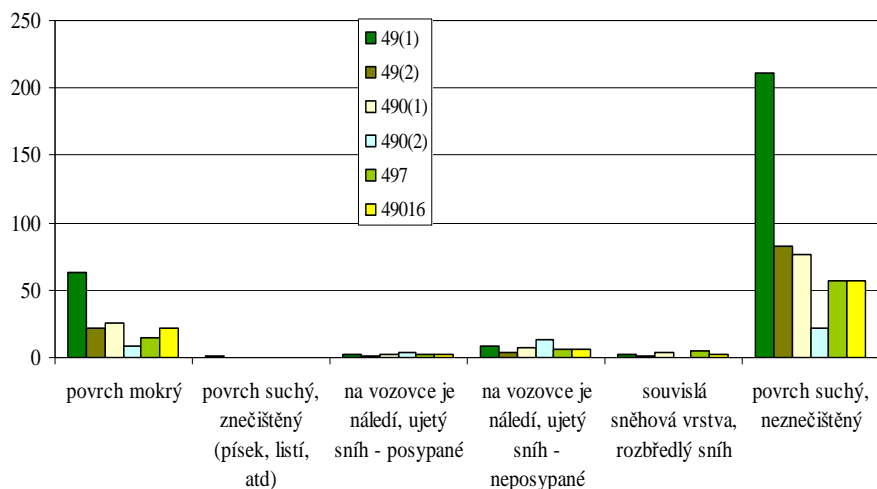 250
200
150
100
50
0
49(1)
49(2)
490(1)
490(2)
497
49016
povrch mokrý
povrch suchý,
znečištěný
(písek, listí,
atd)
na vozovce je
náledí, ujetý
sníh - posypané
na vozovce je
náledí, ujetý
sníh -
neposypané
souvislá
sněhová vrstva,
rozbředlý sníh
povrch suchý,
neznečištěný